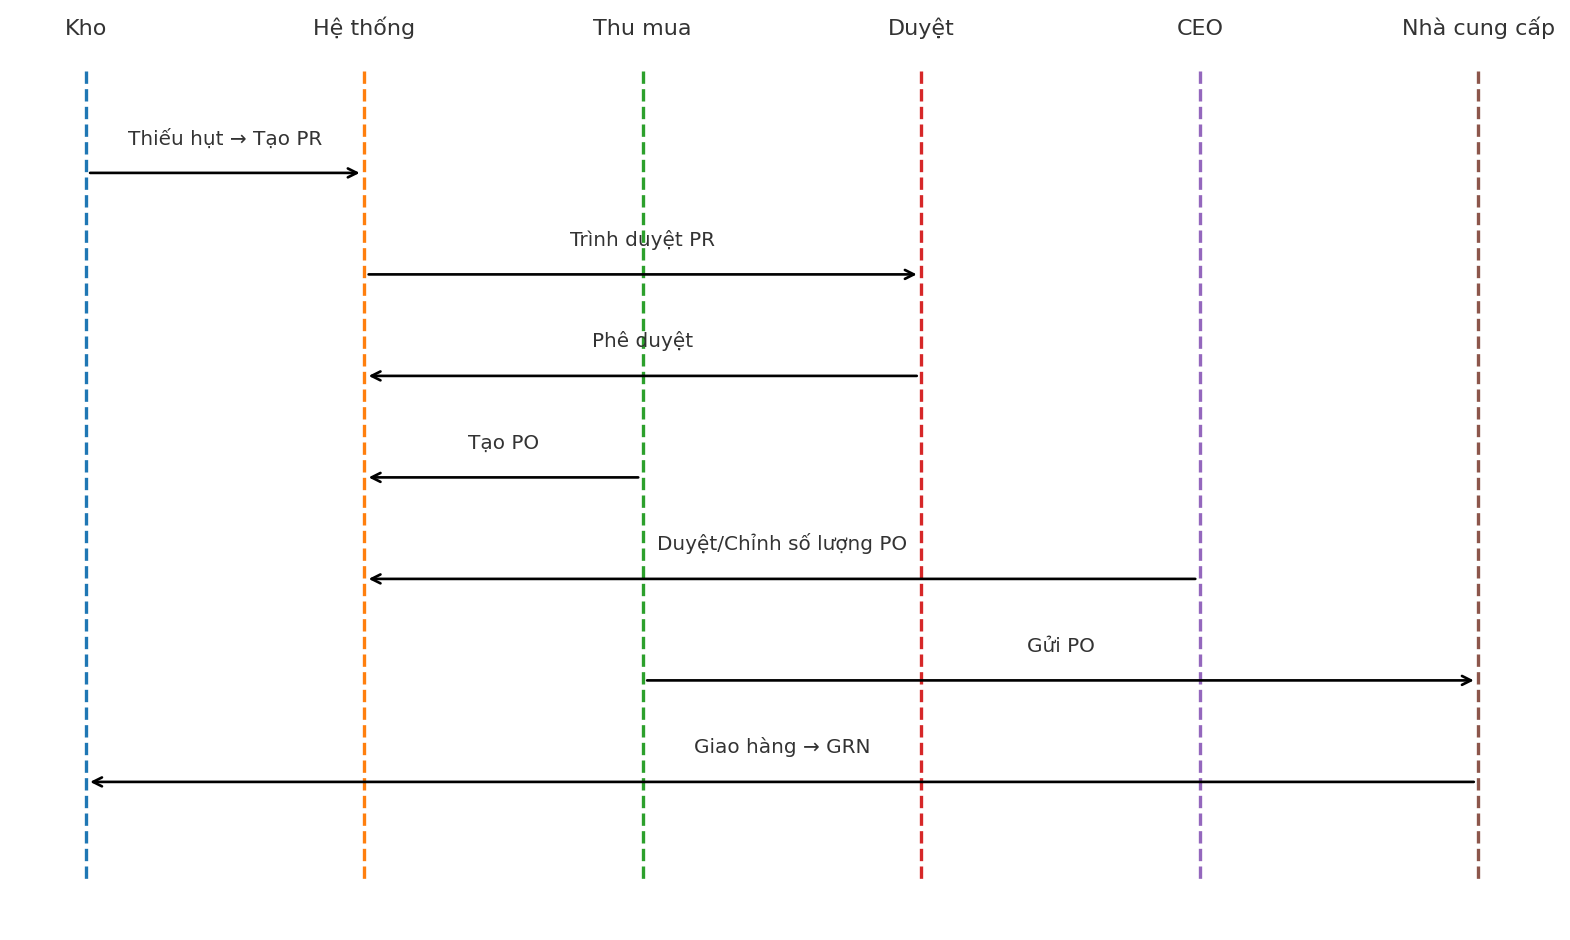 Kho
Hệ thống
Thu mua
Duyệt
CEO
Nhà cung cấp
Thiếu hụt → Tạo PR
Trình duyệt PR
Phê duyệt
Tạo PO
Duyệt/Chỉnh số lượng PO
Gửi PO
Giao hàng → GRN